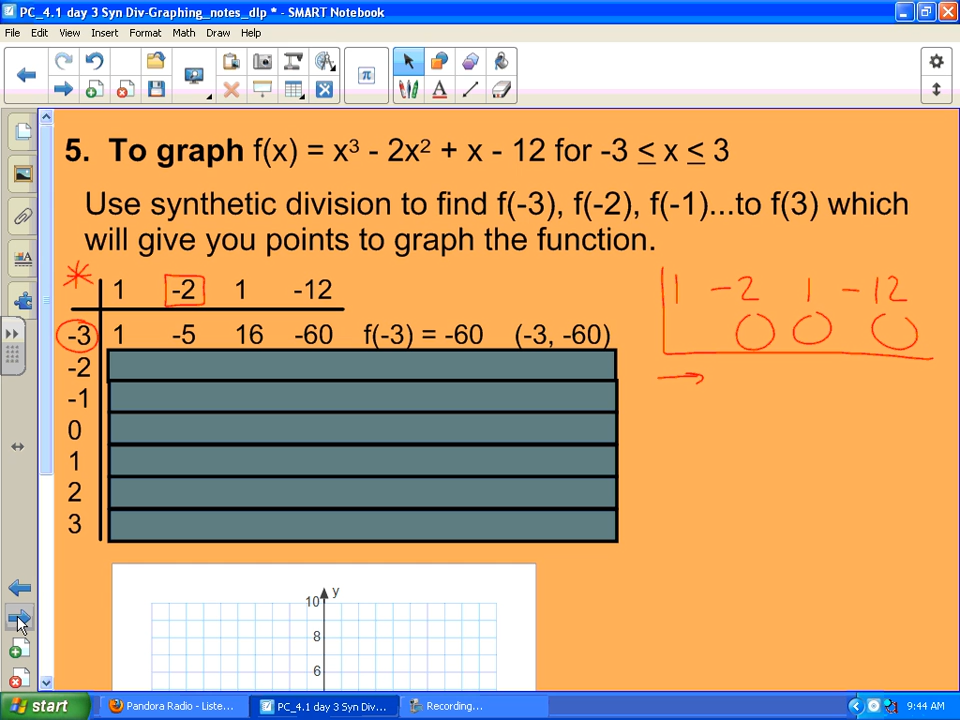 PC_4.1 day 3 Syn Div-Graphing_notes_dlp * - SMART Notebook
File Edit View Insert Format Math Draw Help
π
A
5. To graph f(x) = x³ - 2x² + x - 12 for -3 ≤ x ≤ 3
Use synthetic division to find f(-3), f(-2), f(-1)...to f(3) which
will give you points to graph the function.
* 1 -2 1 -12
1 -2 1 -12
-3 1 -5 16 -60 f(-3) = -60 (-3, -60)
-2
-1
0
1
2
3
y
10
8
6
start Pandora Radio - Liste... PC_4.1 day 3 Syn Div... Recording... 9:44 AM